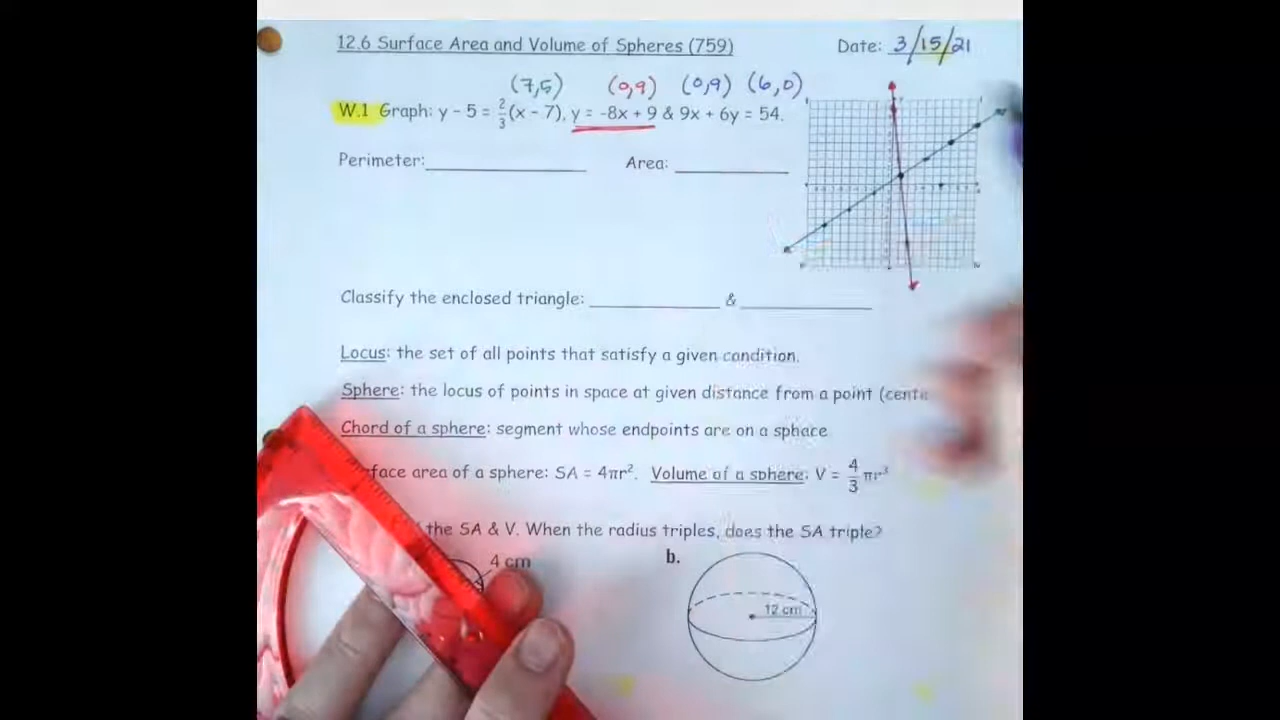 12.6 Surface Area and Volume of Spheres (759) Date: 3/15/21
(7,5) (0,9) (0,9) (6,0)
W.1 Graph: y - 5 = 2/3(x - 7), y = -8x + 9 & 9x + 6y = 54.
Perimeter: Area:
Classify the enclosed triangle: &
Locus: the set of all points that satisfy a given condition.
Sphere: the locus of points in space at given distance from a point (cente
Chord of a sphere: segment whose endpoints are on a sphace
face area of a sphere: SA = 4πr². Volume of a sphere: V = 4/3 πr³
the SA & V. When the radius triples, does the SA triple?
4 cm b.
12 cm